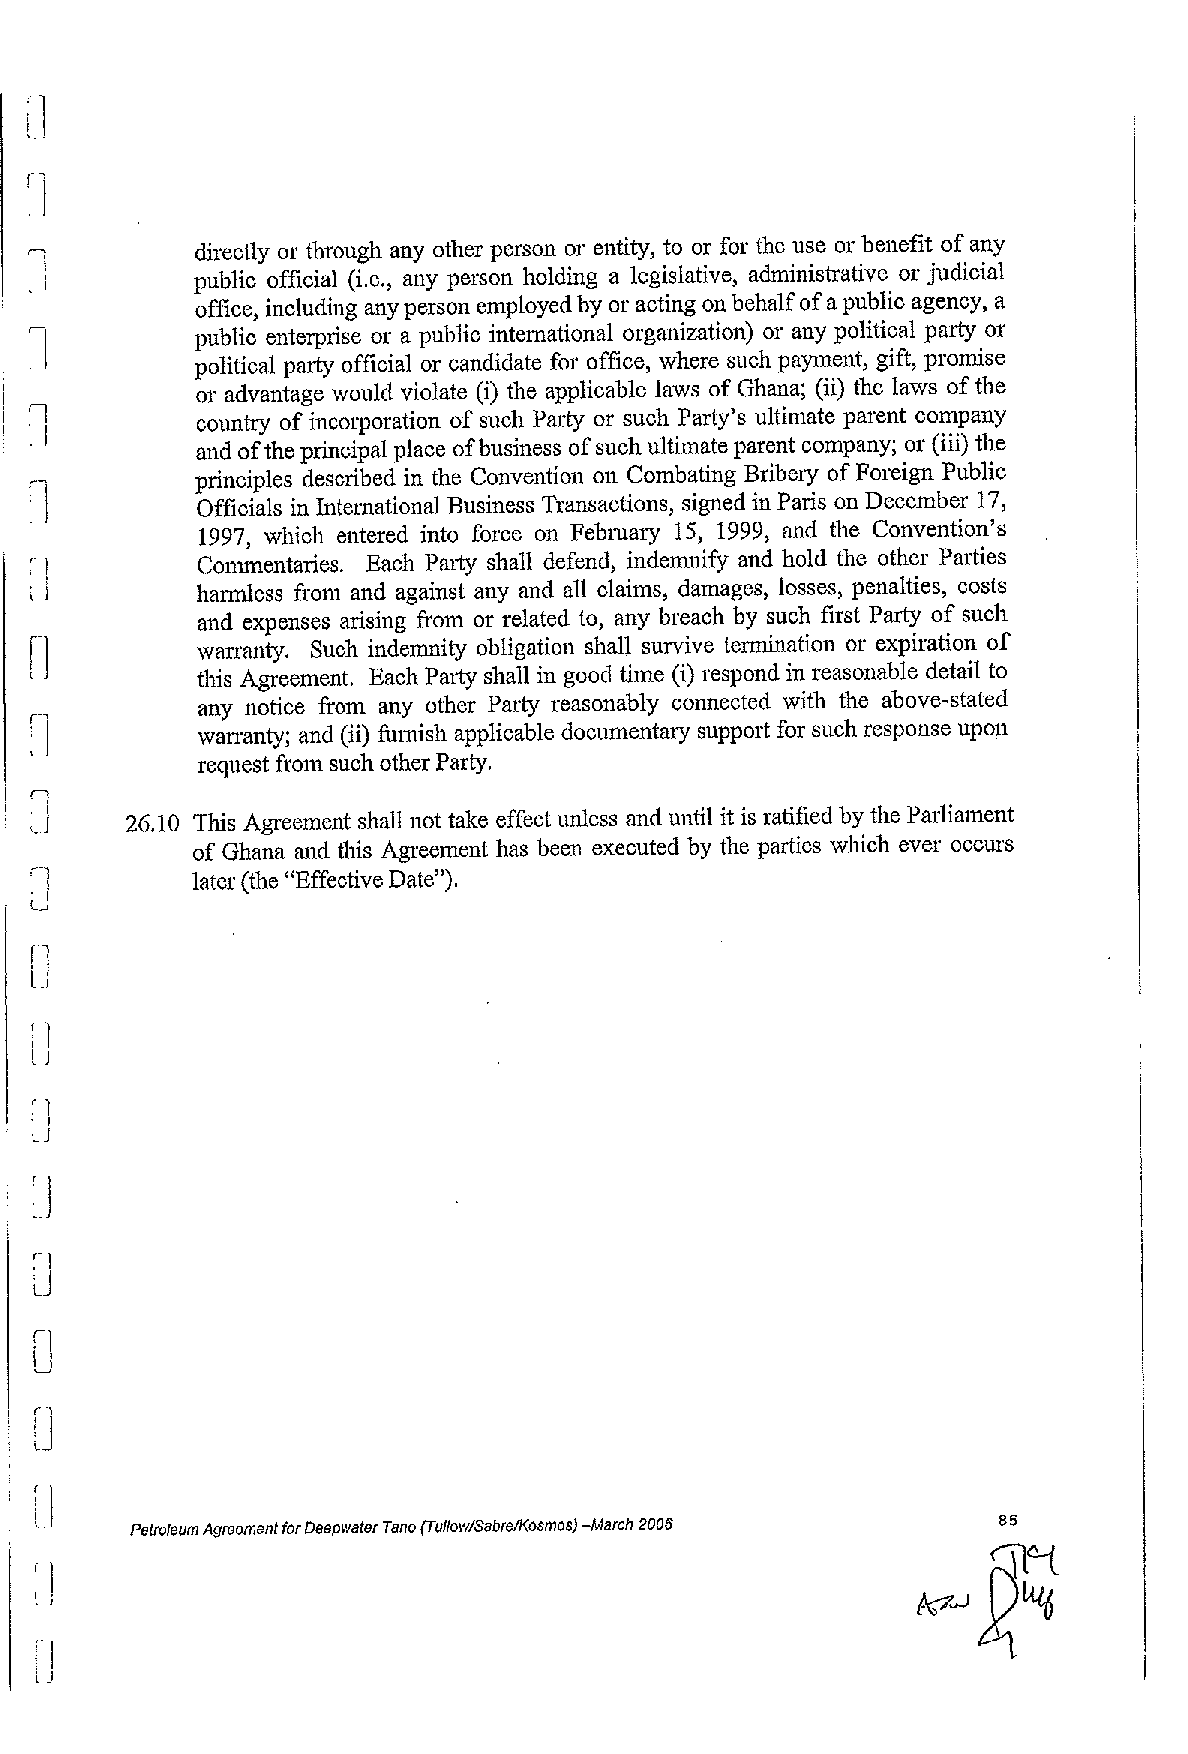 directly or through any other person or entity, to or for the use or benefit of any
public official (i.e., any person holding a legislative, administrative or judicial
office, including any person employed by or acting on behalf of a public agency, a
public enterprise or a public international organization) or any political party or
political party official or candidate for office, where such payment, gift, promise
or advantage would violate (i) the applicable laws of Ghana; (ii) the laws of the
country of incorporation of such Party or such Party's ultimate parent company
and of the principal place of business of such ultimate parent company; or (iii) the
principles described in the Convention on Combating Bribery of Foreign Public
Officials in International Business Transactions, signed in Paris on December 17,
1997, which entered into force on February 15, 1999, and the Convention's
Commentaries. Each Party shall defend, indemnify and hold the other Parties
harmless from and against any and all claims, damages, losses, penalties, costs
and expenses arising from or related to, any breach by such first Party of such
warranty. Such indemnity obligation shall survive termination or expiration of
this Agreement. Each Party shall in good time (i) respond in reasonable detail to
any notice from any other Party reasonably connected with the above-stated
warranty; and (ii) furnish applicable documentary support for such response upon
request from such other Party.
26.10 This Agreement shall not take effect unless and until it is ratified by the Parliament
of Ghana and this Agreement has been executed by the parties which ever occurs
later (the "Effective Date").
Petroleum Agreement for Deepwater Tano (Tullow/Sabre/Kosmos) –March 2006
85